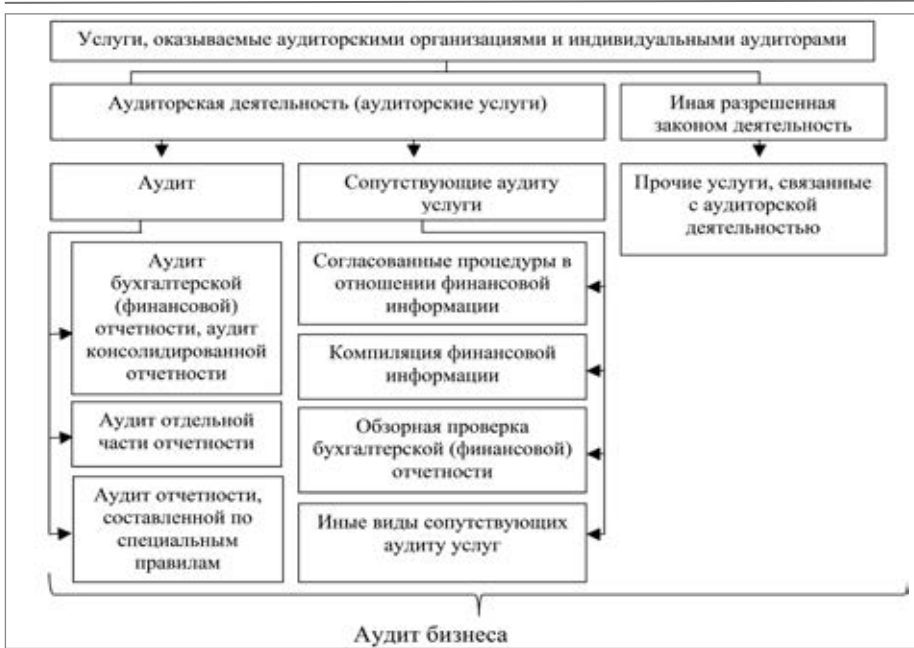 Услуги, оказываемые аудиторскими организациями и индивидуальными аудиторами
Аудиторская деятельность (аудиторские услуги)
Иная разрешенная
законом деятельность
Аудит
Сопутствующие аудиту
услуги
Прочие услуги, связанные
с аудиторской
деятельностью
Аудит
бухгалтерской
(финансовой)
отчетности, аудит
консолидированной
отчетности
Аудит отдельной
части отчетности
Аудит отчетности,
составленной по
специальным
правилам
Согласованные процедуры в
отношении финансовой
информации
Компиляция финансовой
информации
Обзорная проверка
бухгалтерской (финансовой)
отчетности
Иные виды сопутствующих
аудиту услуг
Аудит бизнеса